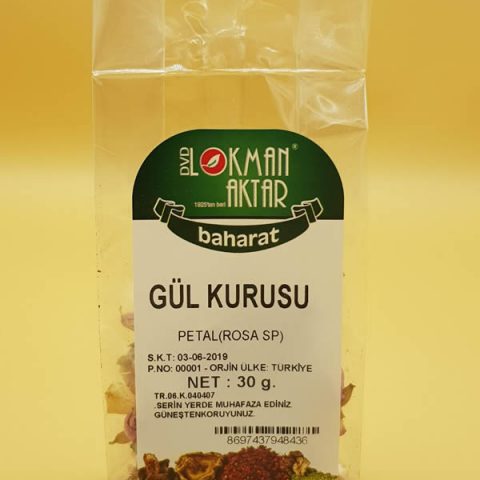 DVD
LOKMAN®
AKTAR
1925'ten beri
baharat
GÜL KURUSU
PETAL(ROSA SP)
S.K.T: 03-06-2019
P.NO: 00001 - ORJİN ÜLKE: TURKİYE
NET : 30 g.
TR.06.K.040407
.SERİN YERDE MUHAFAZA EDİNİZ.
GÜNEŞTENKORUYUNUZ.
8697437948436